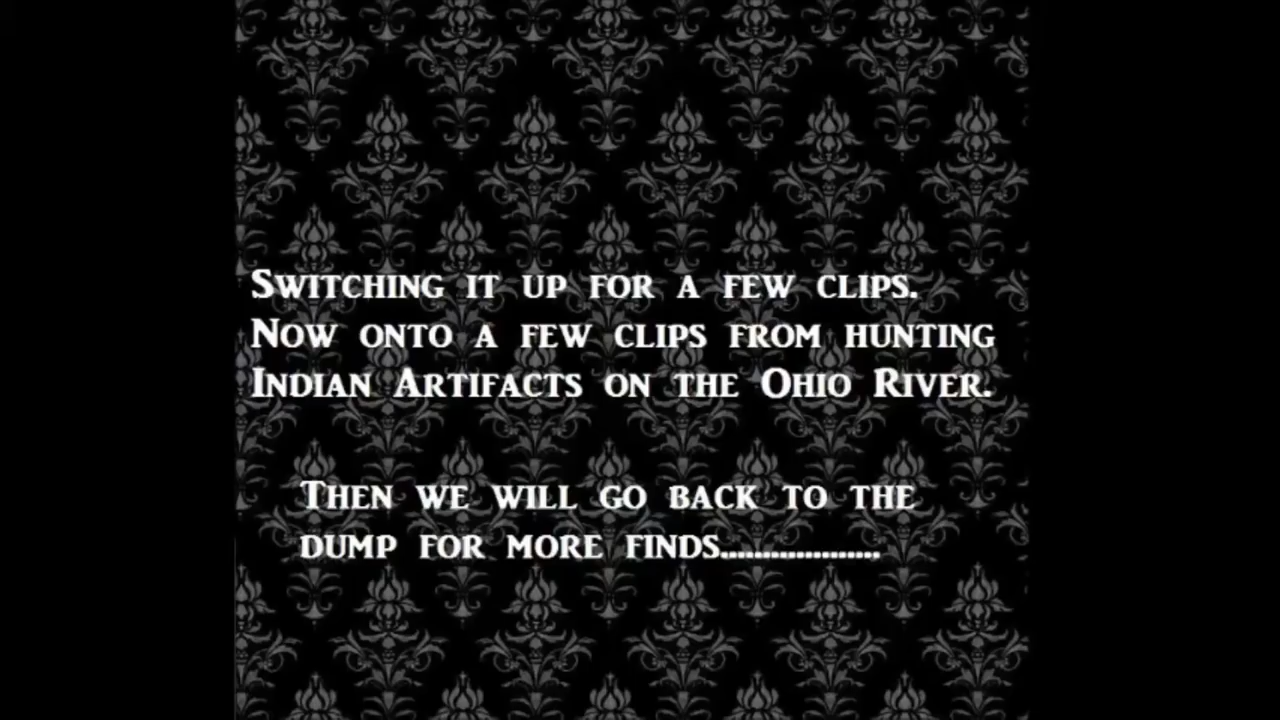 Switching it up for a few clips.
Now onto a few clips from hunting
Indian Artifacts on the Ohio River.
Then we will go back to the
dump for more finds...................